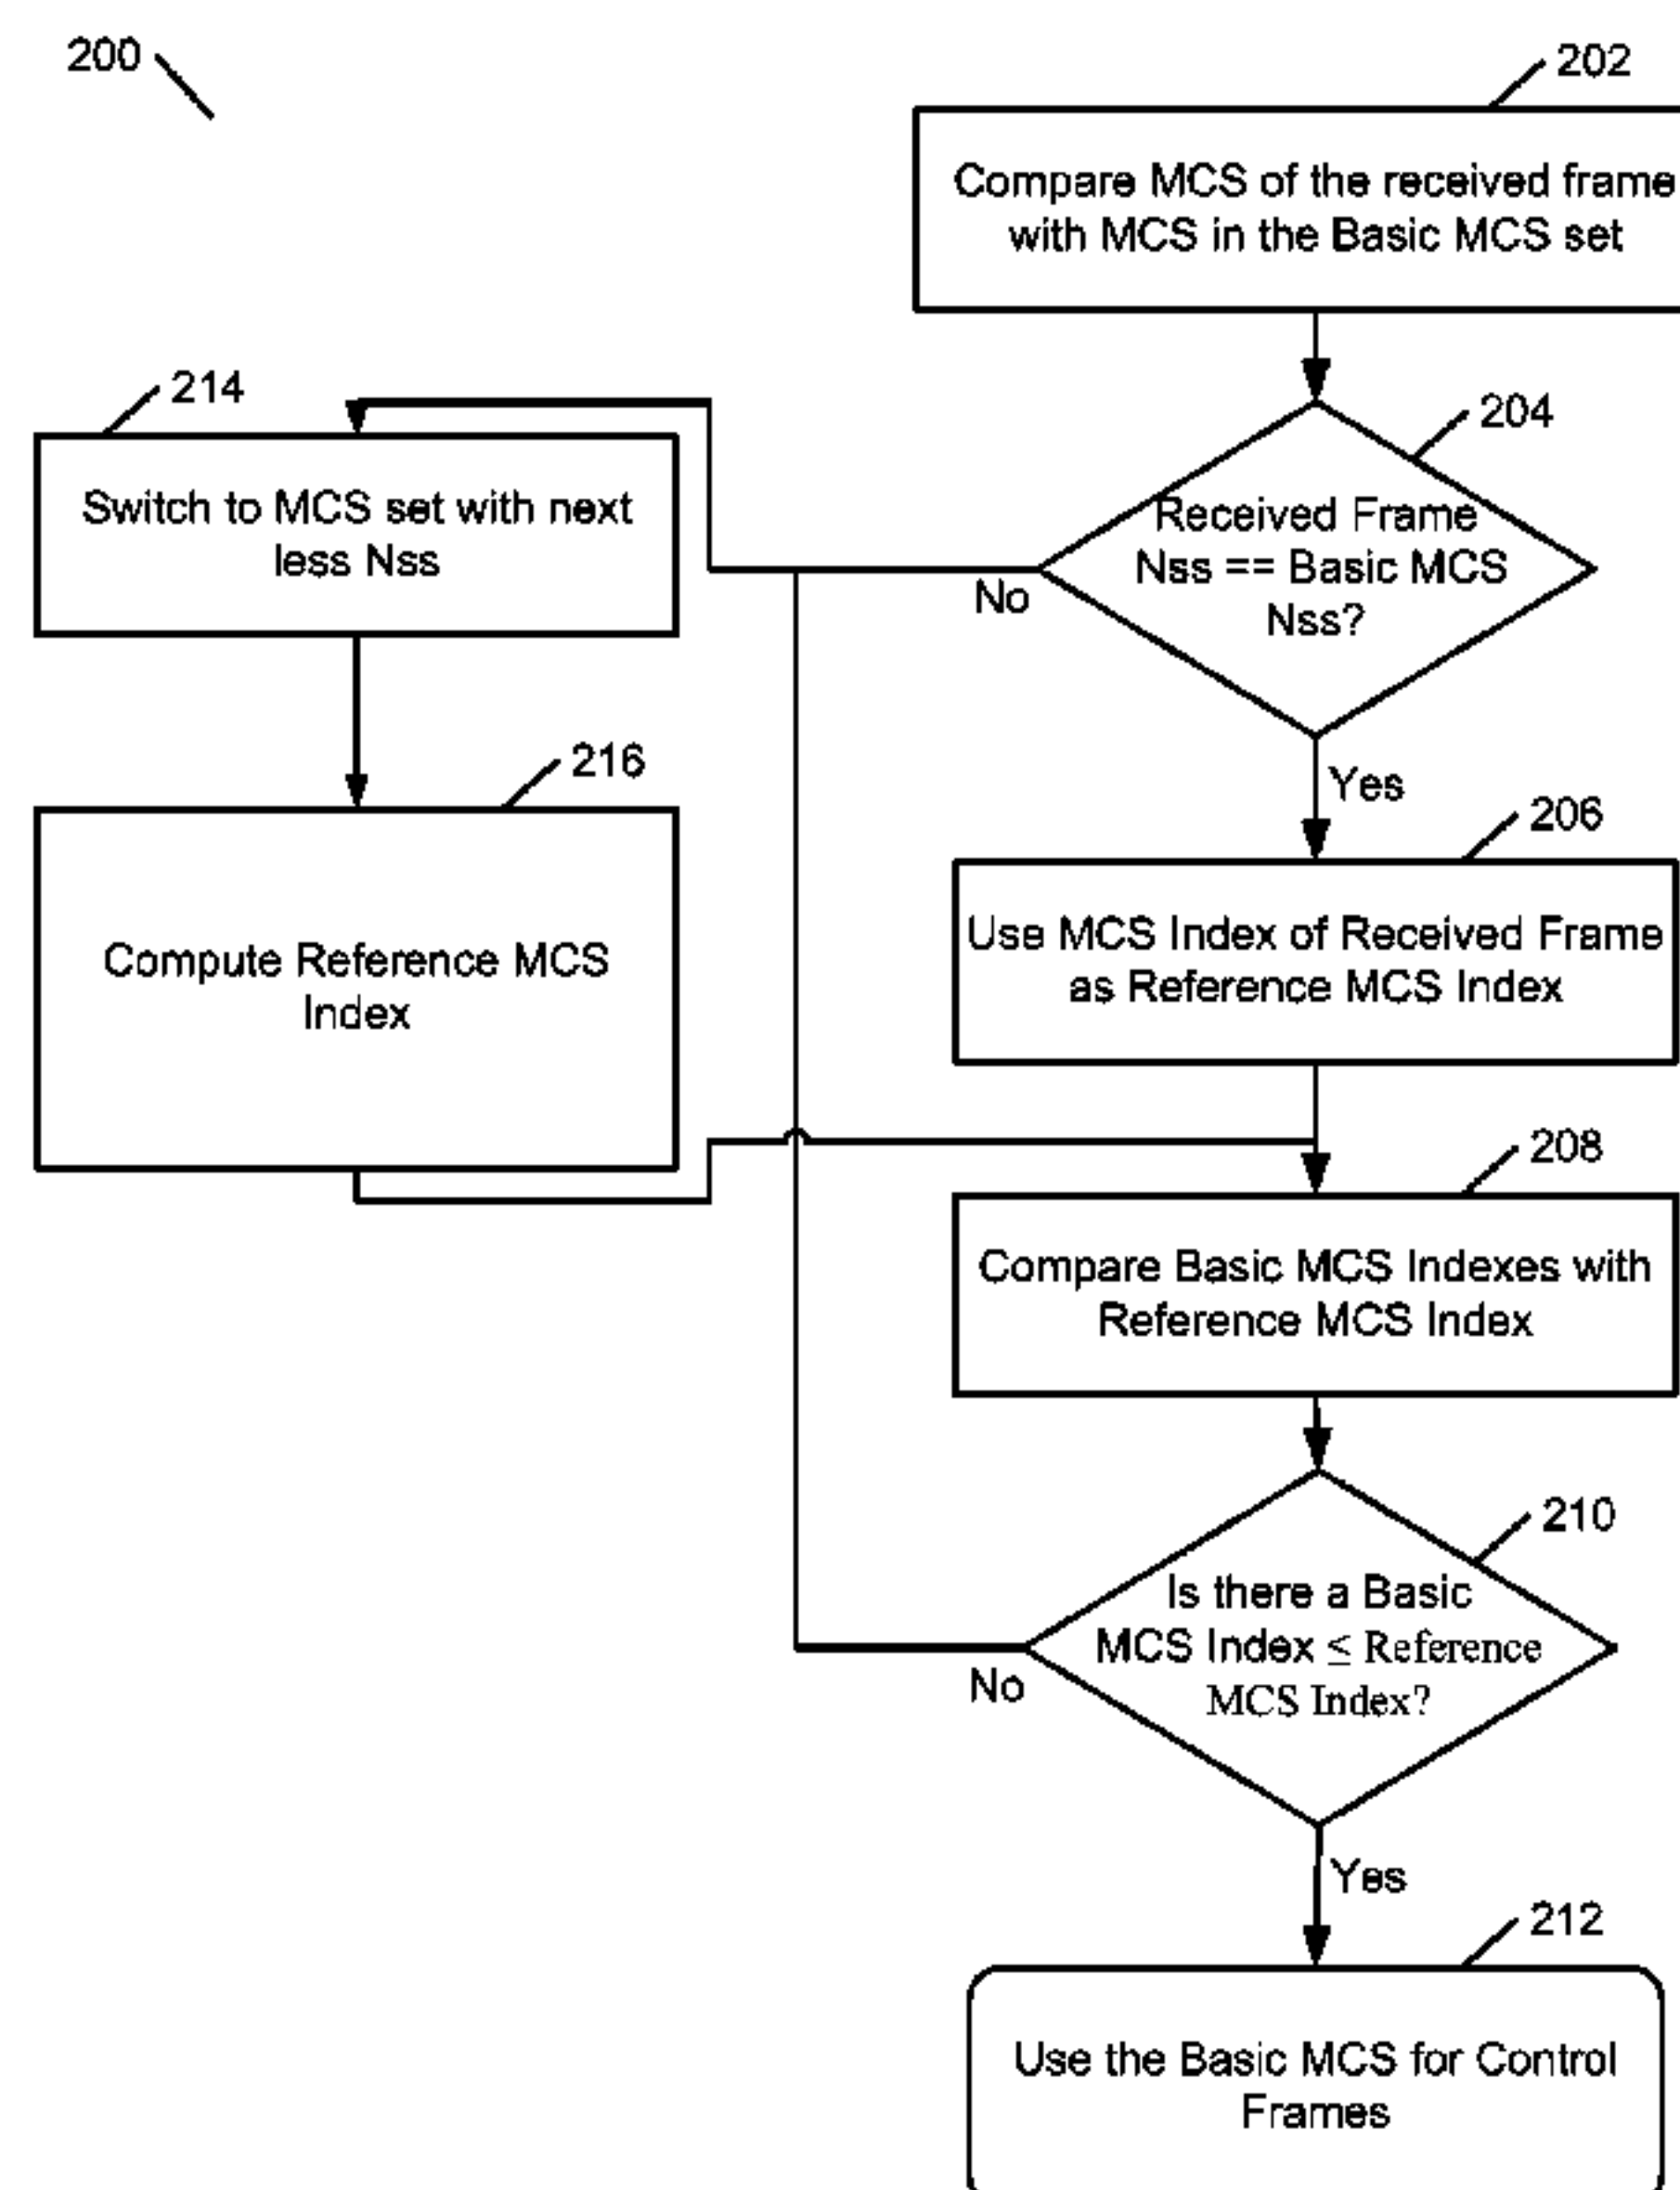 200
202
Compare MCS of the received frame
with MCS in the Basic MCS set
214
204
Switch to MCS set with next
less Nss
Received Frame
Nss == Basic MCS
Nss?
No
Yes
216
206
Compute Reference MCS
Index
Use MCS Index of Received Frame
as Reference MCS Index
208
Compare Basic MCS Indexes with
Reference MCS Index
210
Is there a Basic
MCS Index ≤ Reference
MCS Index?
No
Yes
212
Use the Basic MCS for Control
Frames